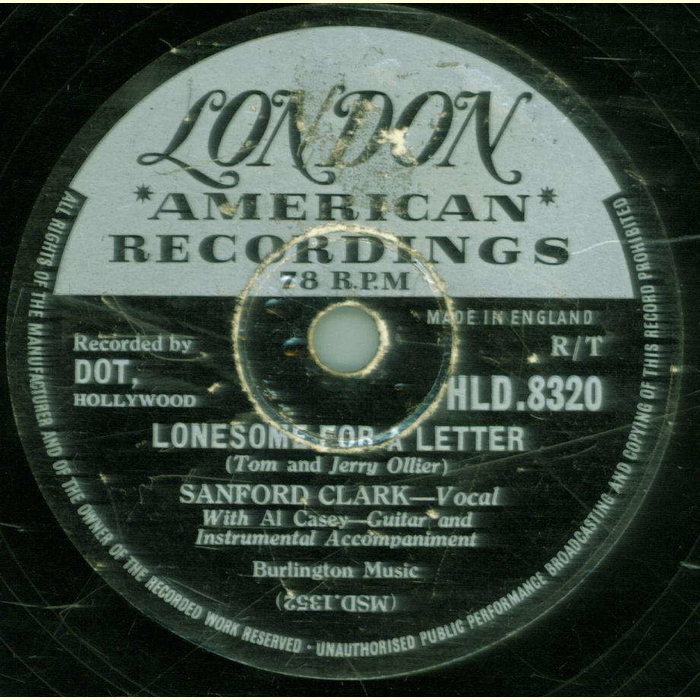 LONDON
*AMERICAN*
RECORDINGS
78 R.P.M
MADE IN ENGLAND
Recorded by
R/T
DOT,
HLD.8320
HOLLYWOOD
LONESOME FOR A LETTER
(Tom and Jerry Ollier)
SANFORD CLARK—Vocal
With Al Casey—Guitar and
Instrumental Accompaniment
Burlington Music
(MSD.1352)
ALL RIGHTS OF THE MANUFACTURER AND OF THE OWNER OF THE RECORDED WORK RESERVED · UNAUTHORISED PUBLIC PERFORMANCE BROADCASTING AND COPYING OF THIS RECORD PROHIBITED